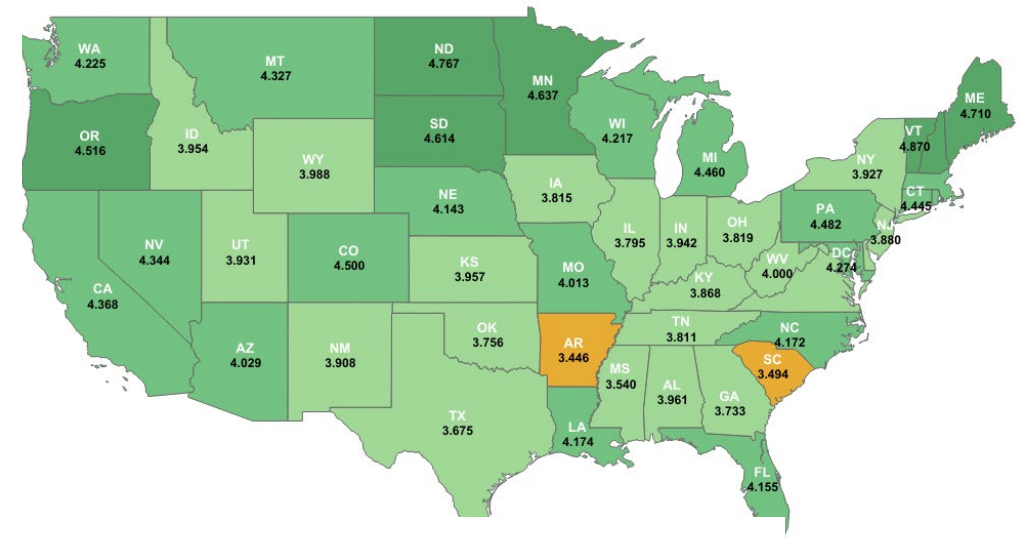 WA
4.225
MT
4.327
ND
4.767
MN
4.637
ME
4.710
OR
4.516
ID
3.954
SD
4.614
WI
4.217
VT
4.870
WY
3.988
MI
4.460
NY
3.927
IA
3.815
NE
4.143
CT
4.445
PA
4.482
NJ
3.880
NV
4.344
UT
3.931
CO
4.500
IL
3.795
IN
3.942
OH
3.819
DC
4.274
KS
3.957
MO
4.013
WV
4.000
KY
3.868
CA
4.368
OK
3.756
TN
3.811
NC
4.172
AZ
4.029
NM
3.908
AR
3.446
SC
3.494
MS
3.540
AL
3.961
GA
3.733
TX
3.675
LA
4.174
FL
4.155